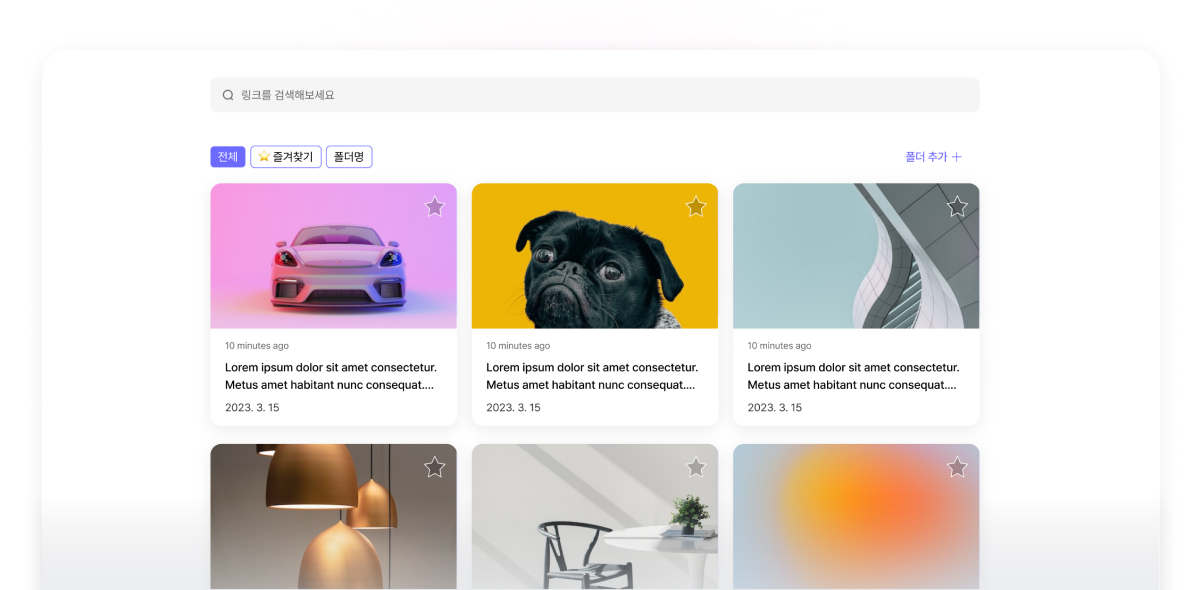 링크를 검색해보세요
전체
⭐ 즐겨찾기
폴더명
폴더 추가 +
10 minutes ago
Lorem ipsum dolor sit amet consectetur.
Metus amet habitant nunc consequat....
2023. 3. 15
10 minutes ago
Lorem ipsum dolor sit amet consectetur.
Metus amet habitant nunc consequat....
2023. 3. 15
10 minutes ago
Lorem ipsum dolor sit amet consectetur.
Metus amet habitant nunc consequat....
2023. 3. 15